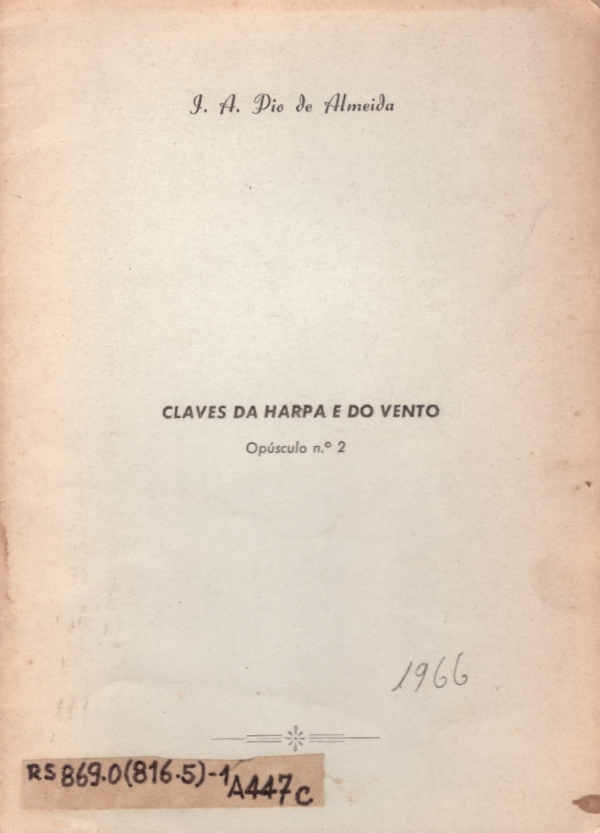 J. A. Pio de Almeida
CLAVES DA HARPA E DO VENTO
Opúsculo n.º 2
1966
RS 869.0(816.5)-1
A447c